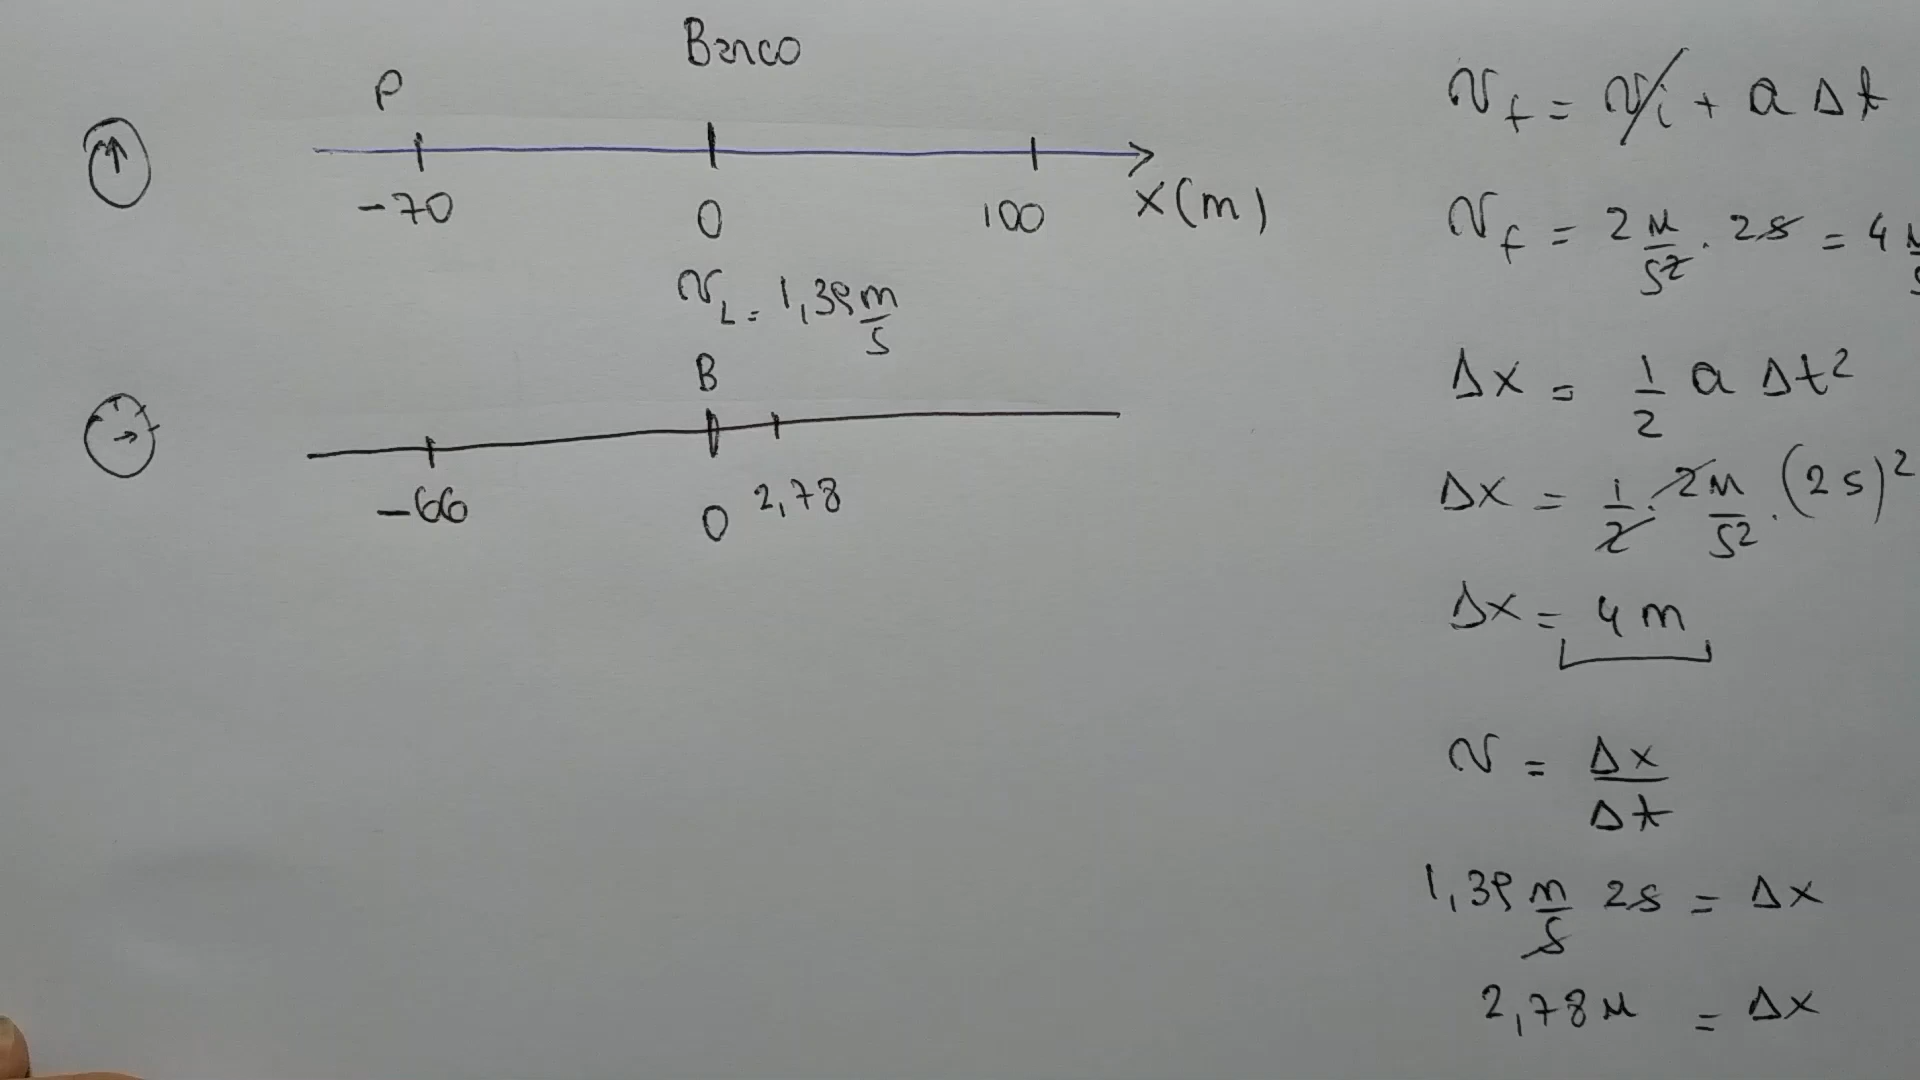 Banco
P
-70 0 100 X(m)
v_L = 1,39 m/s
B
-66 0 2,78
v_f = v_i + a Δt
v_f = 2 m/s² . 2s = 4 m/s
Δx = 1/2 a Δt²
Δx = 1/2 . 2 m/s² . (2s)²
Δx = 4 m
v = Δx/Δt
1,39 m/s 2s = Δx
2,78 m = Δx